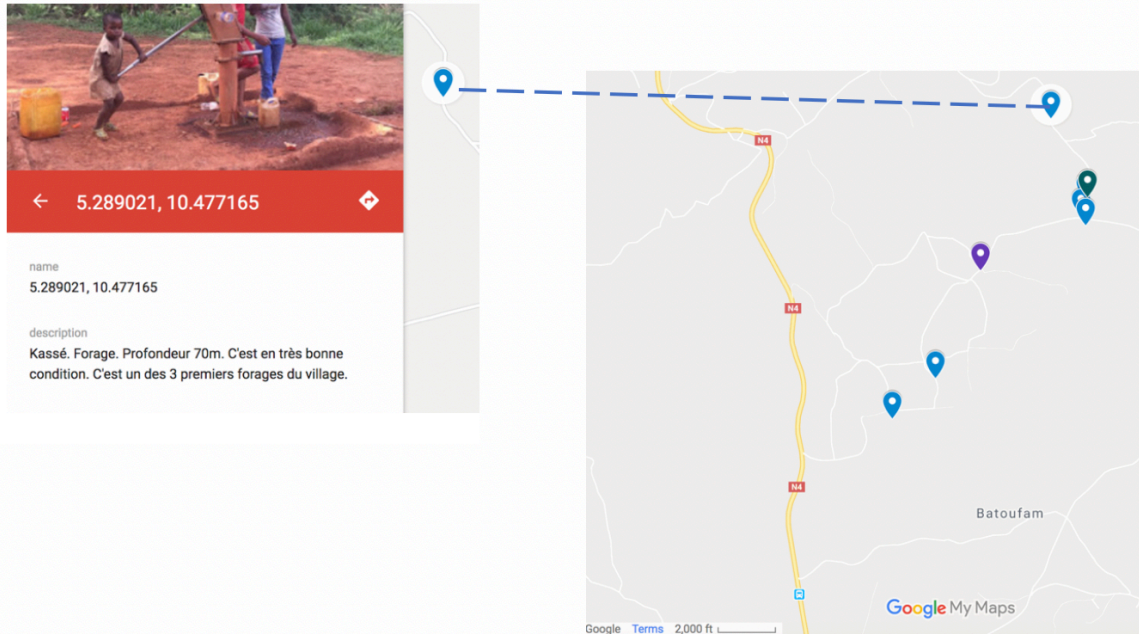 5.289021, 10.477165
name
5.289021, 10.477165
description
Kassé. Forage. Profondeur 70m. C'est en très bonne
condition. C'est un des 3 premiers forages du village.
N4
N4
N4
Batoufam
Google My Maps
Google Terms 2,000 ft